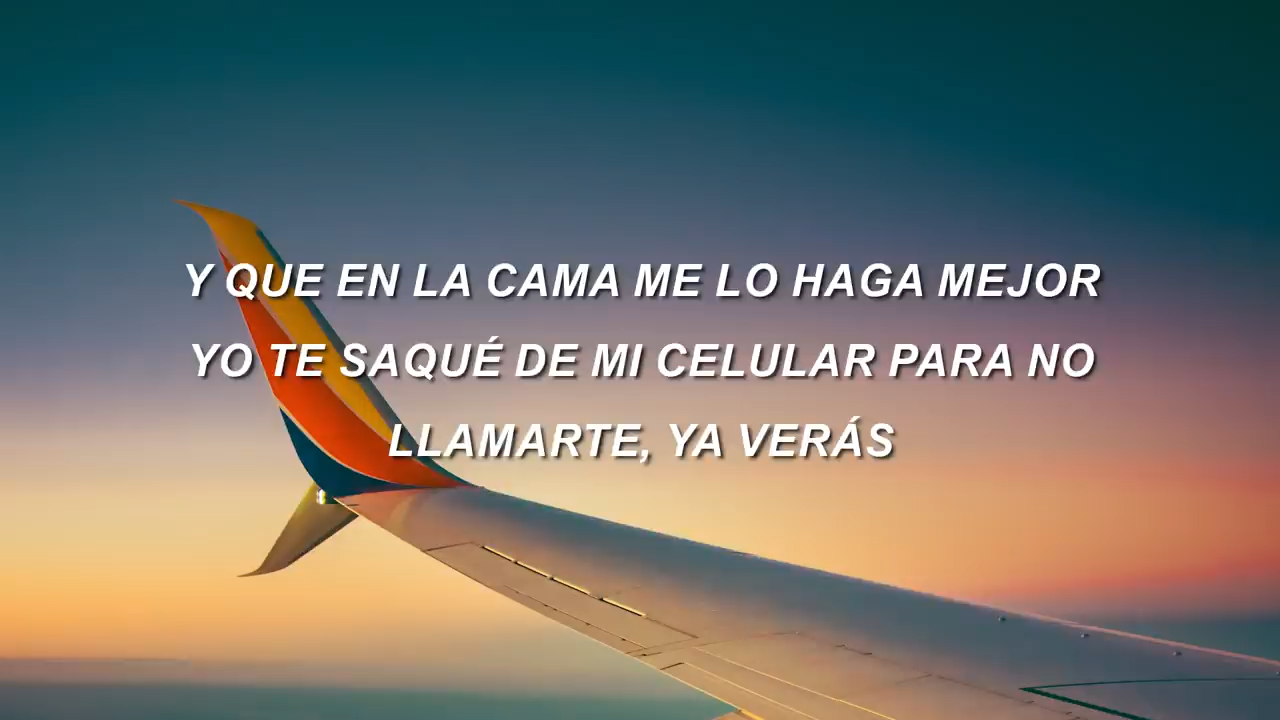 Y QUE EN LA CAMA ME LO HAGA MEJOR
YO TE SAQUÉ DE MI CELULAR PARA NO
LLAMARTE, YA VERÁS